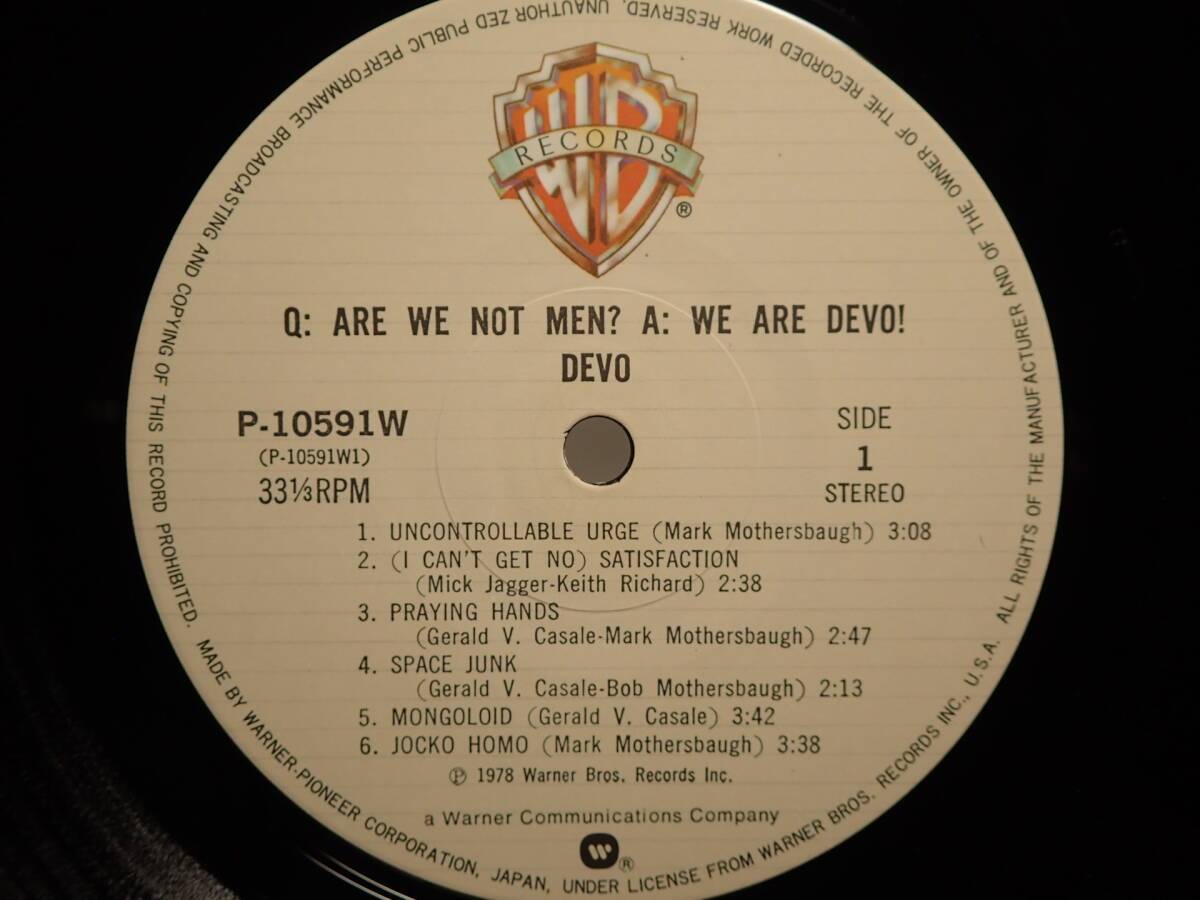 WB
RECORDS
®
Q: ARE WE NOT MEN? A: WE ARE DEVO!
DEVO
P-10591W
(P-10591W1)
33⅓RPM
SIDE
1
STEREO
1. UNCONTROLLABLE URGE (Mark Mothersbaugh) 3:08
2. (I CAN'T GET NO) SATISFACTION
(Mick Jagger-Keith Richard) 2:38
3. PRAYING HANDS
(Gerald V. Casale-Mark Mothersbaugh) 2:47
4. SPACE JUNK
(Gerald V. Casale-Bob Mothersbaugh) 2:13
5. MONGOLOID (Gerald V. Casale) 3:42
6. JOCKO HOMO (Mark Mothersbaugh) 3:38
℗ 1978 Warner Bros. Records Inc.
a Warner Communications Company
W®
MADE BY WARNER-PIONEER CORPORATION, JAPAN, UNDER LICENSE FROM WARNER BROS. RECORDS INC., U.S.A. ALL RIGHTS OF THE MANUFACTURER AND OF THE OWNER OF THE RECORDED WORK RESERVED. UNAUTHOR ZED PUBLIC PERFORMANCE BROADCASTING AND COPYING OF THIS RECORD PROHIBITED.